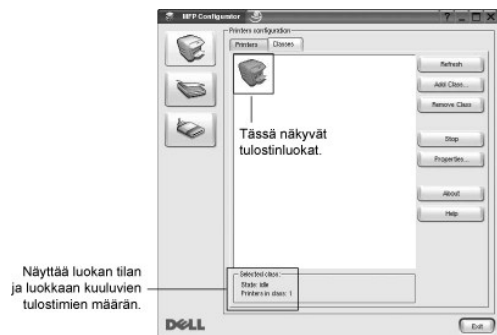 MFP Configurator
Printers configuration
Printers Classes
Refresh
Add Class...
Remove Class
Tässä näkyvät
tulostinluokat.
Stop
Properties...
About
Help
Näyttää luokan tilan
ja luokkaan kuuluvien
tulostimien määrän.
Selected class:
State: idle
Printers in class: 1
DELL
Exit